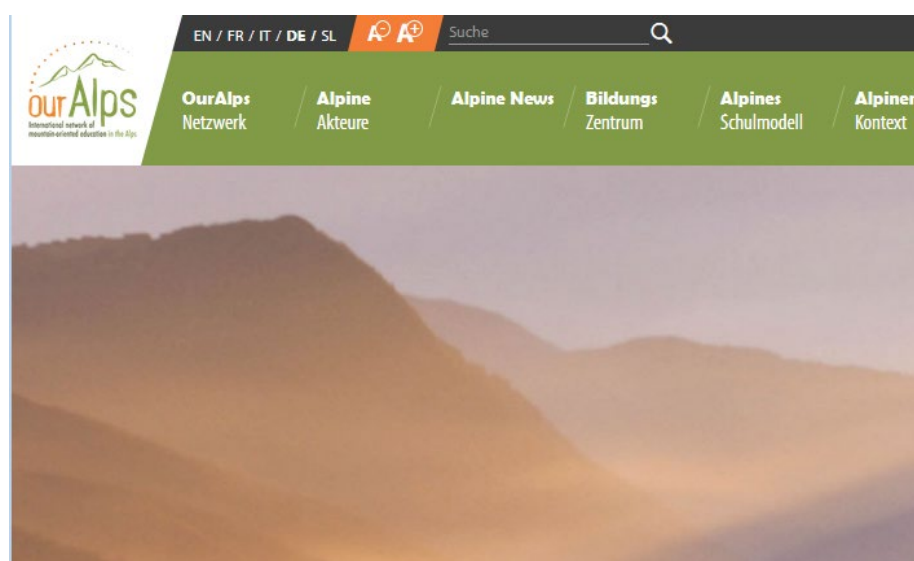 EN / FR / IT / DE / SL A- A+ Suche
ourAlps
International network of
mountain-oriented education in the Alps
OurAlps
Netzwerk
Alpine
Akteure
Alpine News
Bildungs
Zentrum
Alpines
Schulmodell
Alpiner
Kontext